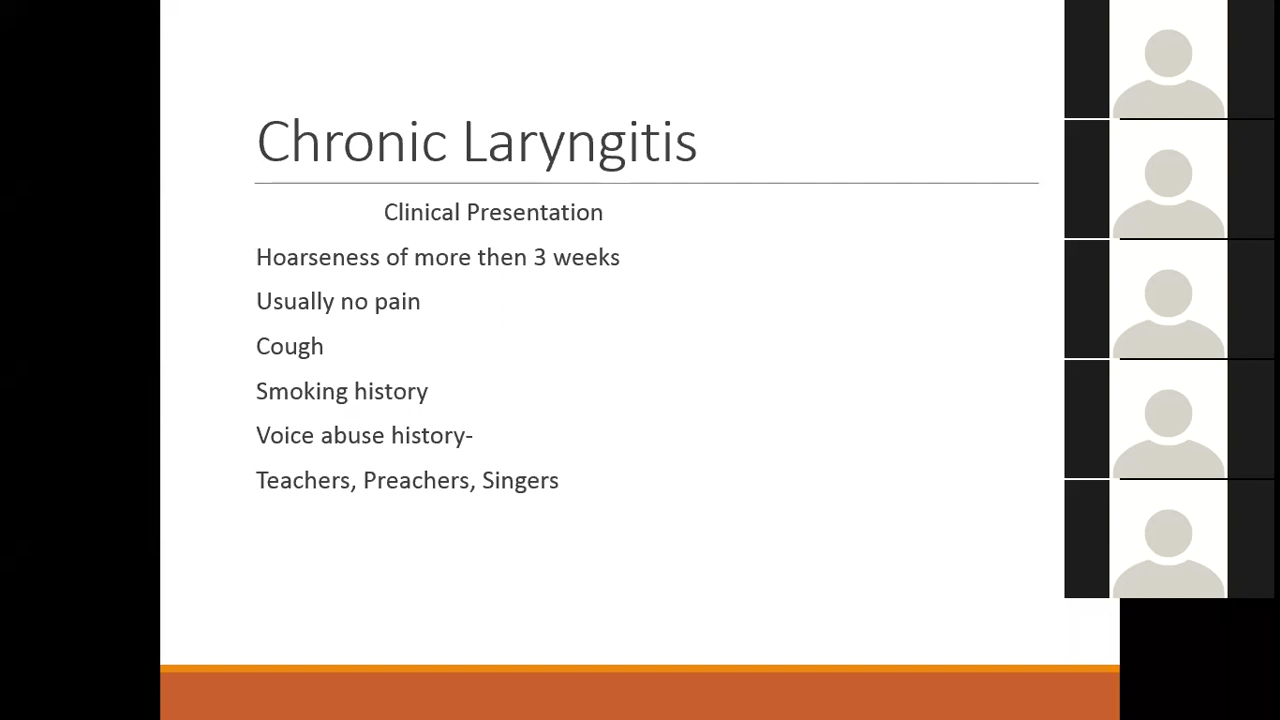 Chronic Laryngitis
Clinical Presentation
Hoarseness of more then 3 weeks
Usually no pain
Cough
Smoking history
Voice abuse history-
Teachers, Preachers, Singers